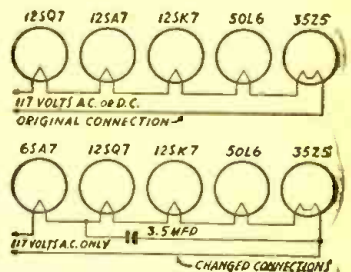 12SQ7 12SA7 12SK7 50L6 35Z5
117 VOLTS A.C. OR D.C.
ORIGINAL CONNECTION
6SA7 12SQ7 12SK7 50L6 35Z5
3.5 MFD
117 VOLTS A.C. ONLY
CHANGED CONNECTIONS